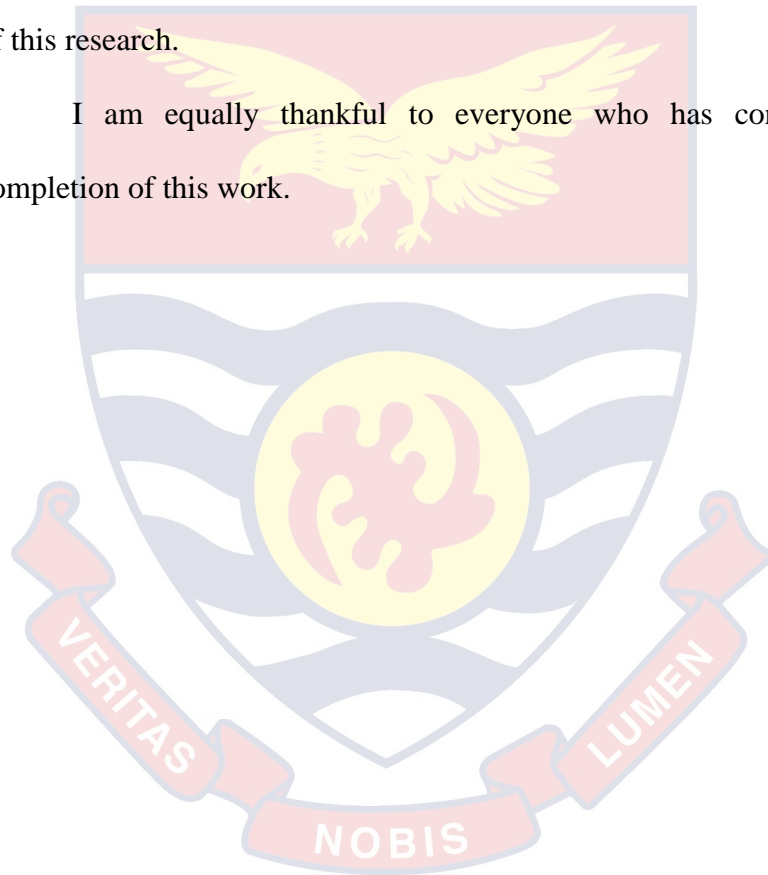 f this research.
I am equally thankful to everyone who has con
ompletion of this work.
VERITAS
NOBIS
LUMEN